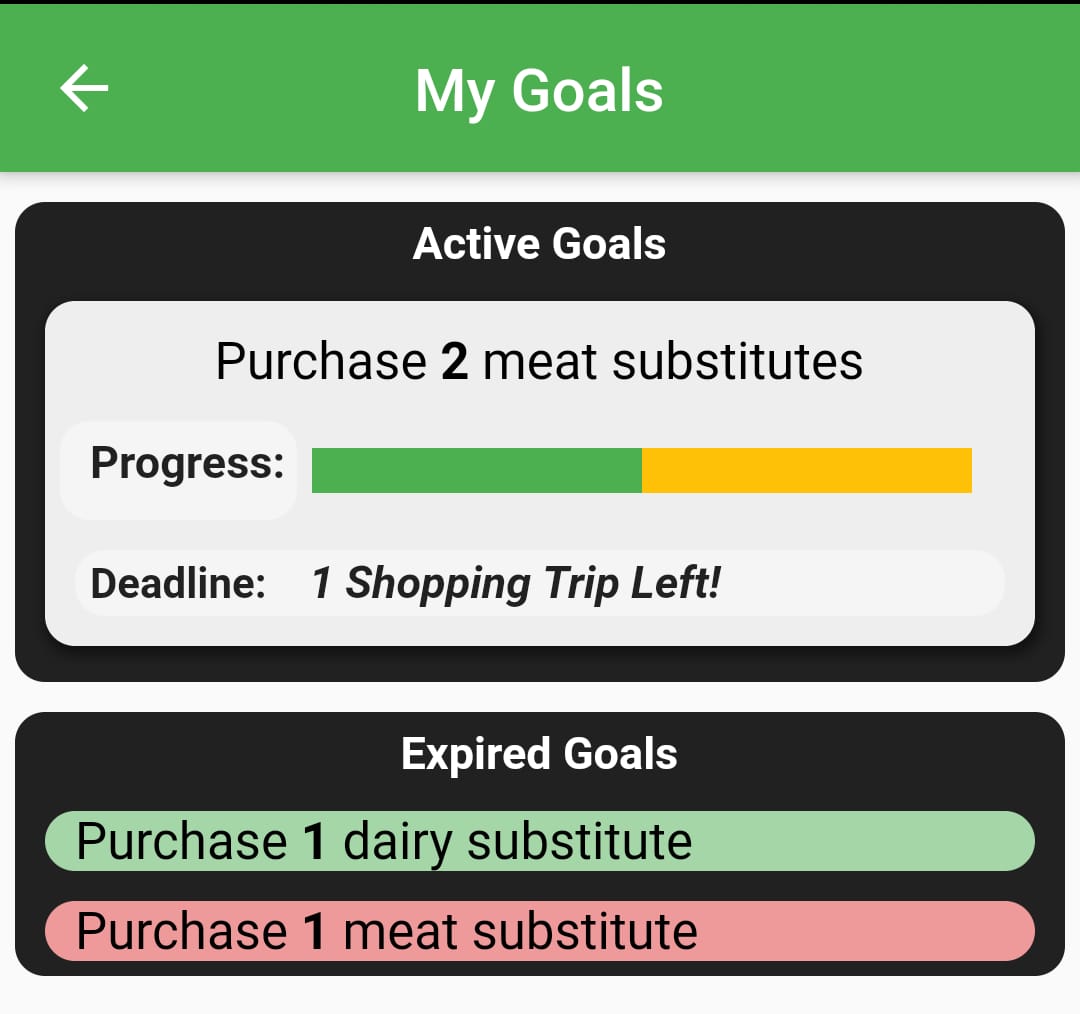 My Goals
Active Goals
Purchase 2 meat substitutes
Progress:
Deadline: 1 Shopping Trip Left!
Expired Goals
Purchase 1 dairy substitute
Purchase 1 meat substitute